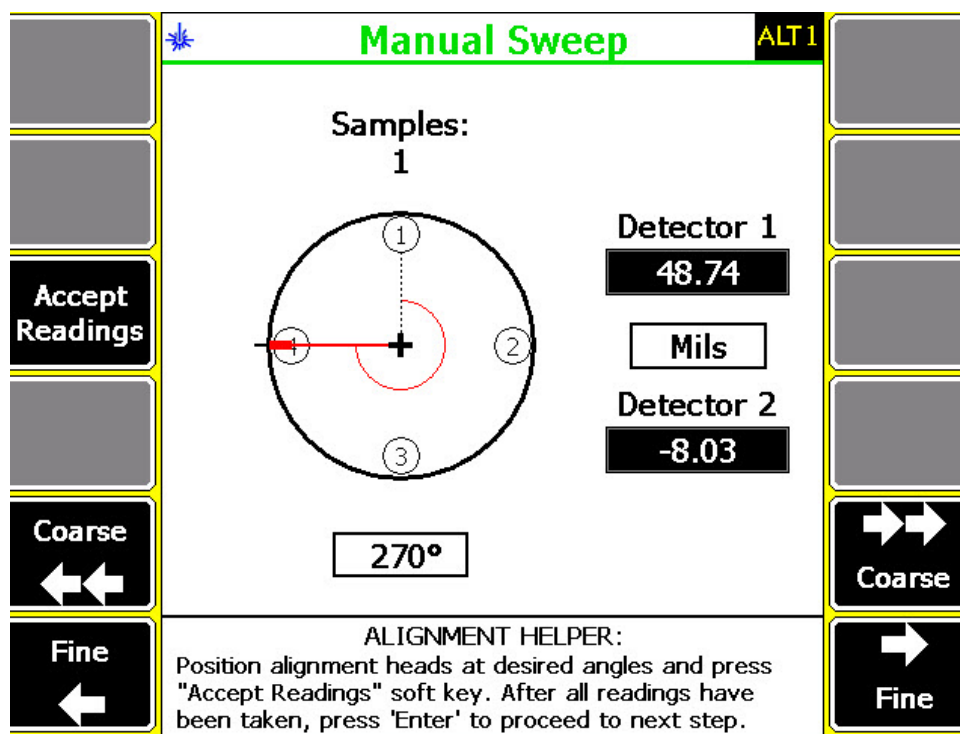 Manual Sweep
ALT 1
Samples:
1
1
2
3
4
Detector 1
48.74
Mils
Detector 2
-8.03
270°
Accept
Readings
Coarse
Fine
Coarse
Fine
ALIGNMENT HELPER:
Position alignment heads at desired angles and press
"Accept Readings" soft key. After all readings have
been taken, press 'Enter' to proceed to next step.